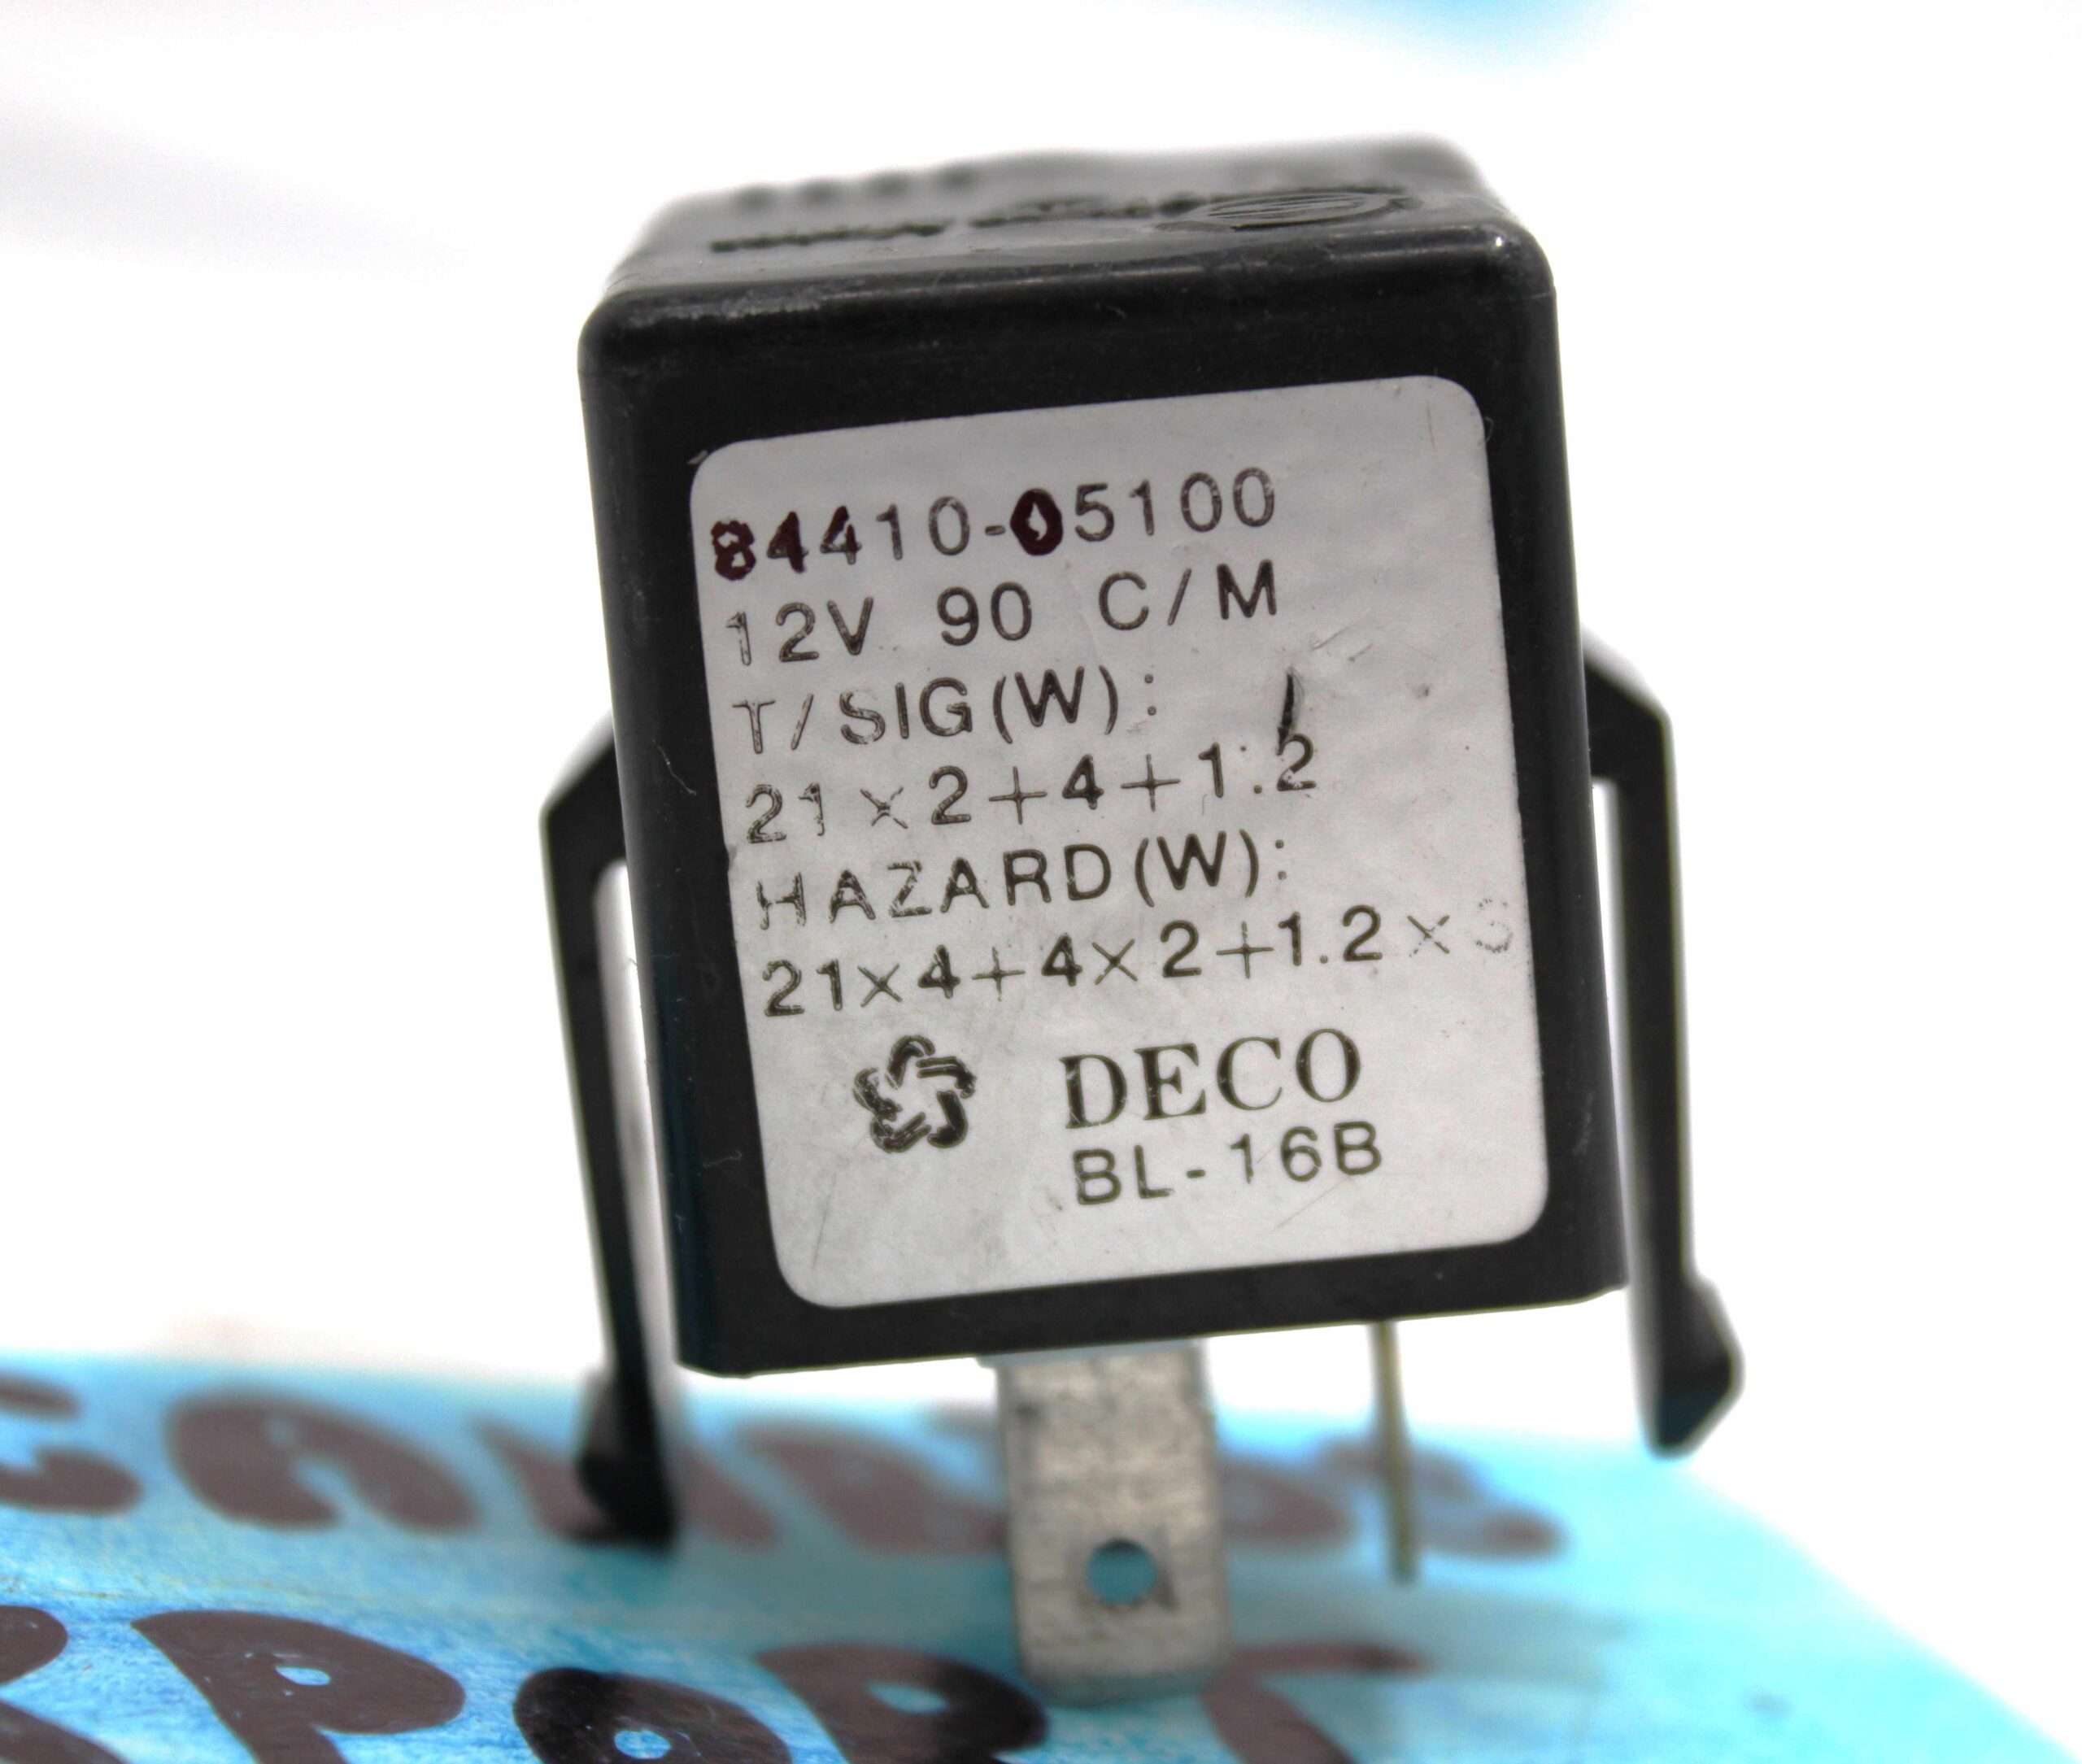 84410-05100
12V 90 C/M
T/SIG(W):
21×2+4+1.2
HAZARD(W):
21×4+4×2+1.2×3
DECO
BL-16B